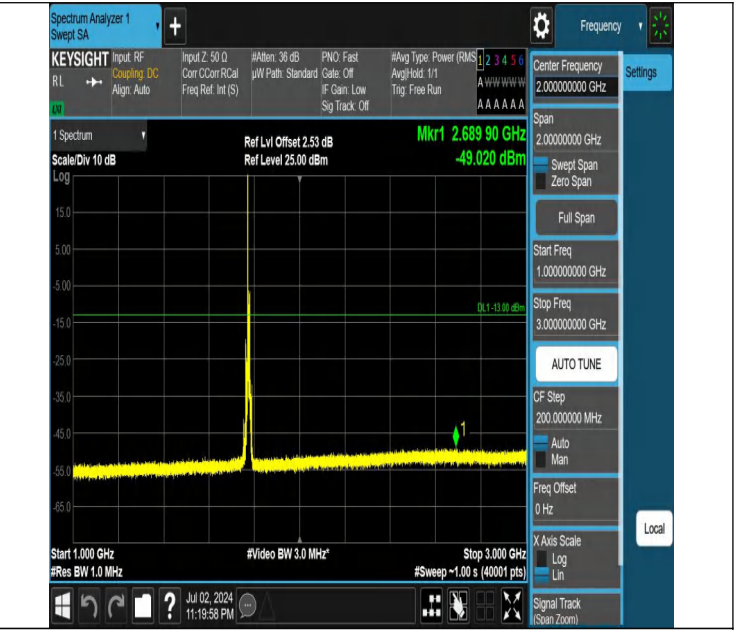 Spectrum Analyzer 1
Swept SA
Frequency
KEYSIGHT
RL
Input: RF
Coupling: DC
Align: Auto
Input Z: 50 Ω
Corr CCorr RCal
Freq Ref: Int (S)
#Atten: 36 dB
µW Path: Standard
PNO: Fast
Gate: Off
IF Gain: Low
Sig Track: Off
#Avg Type: Power (RMS
Avg|Hold: 1/1
Trig: Free Run
1 2 3 4 5 6
A W W W W W
A A A A A A
1 Spectrum
Scale/Div 10 dB
Log
Ref Lvl Offset 2.53 dB
Ref Level 25.00 dBm
Mkr1 2.689 90 GHz
-49.020 dBm
15.0
5.00
-5.00
-15.0
-25.0
-35.0
-45.0
-55.0
-65.0
DL1 -13.00 dBm
1
Start 1.000 GHz
#Res BW 1.0 MHz
#Video BW 3.0 MHz*
Stop 3.000 GHz
#Sweep ~1.00 s (40001 pts)
Jul 02, 2024
11:19:58 PM
Settings
Center Frequency
2.000000000 GHz
Span
2.00000000 GHz
Swept Span
Zero Span
Full Span
Start Freq
1.000000000 GHz
Stop Freq
3.000000000 GHz
AUTO TUNE
CF Step
200.000000 MHz
Auto
Man
Freq Offset
0 Hz
X Axis Scale
Log
Lin
Signal Track
(Span Zoom)
Local